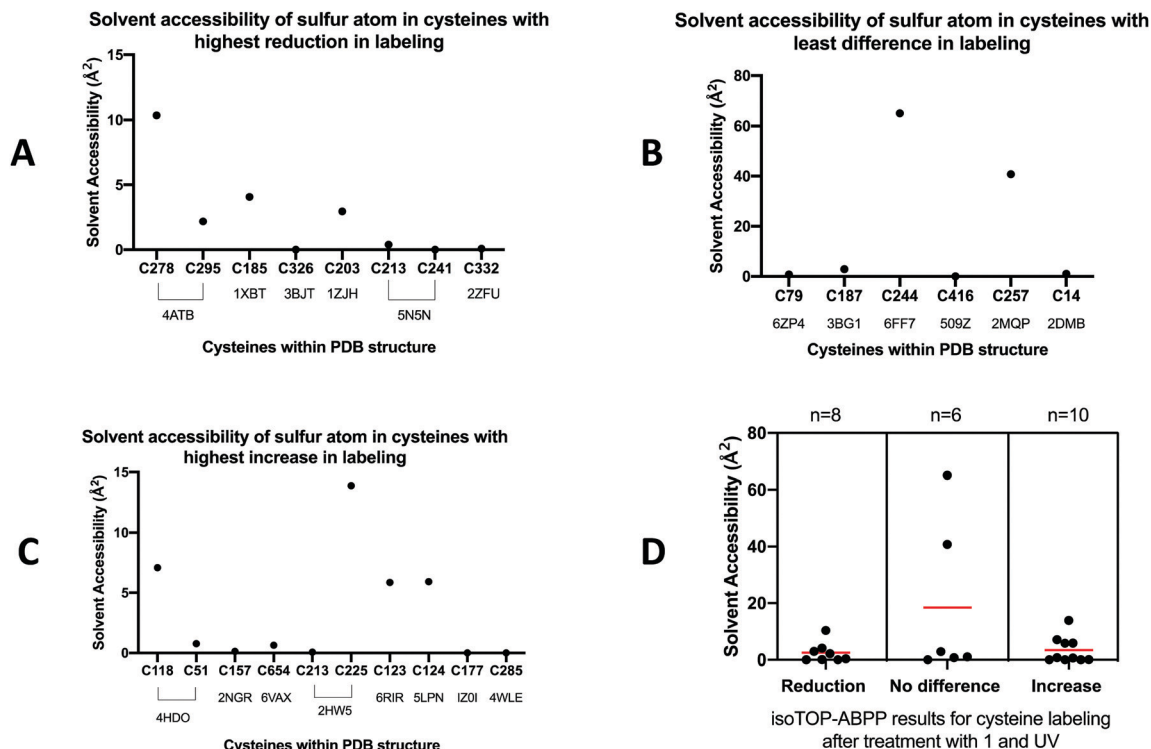 A
Solvent accessibility of sulfur atom in cysteines with
highest reduction in labeling
Solvent Accessibility (Å²)
15
10
5
0
C278 C295 C185 C326 C203 C213 C241 C332
1XBT 3BJT 1ZJH 2ZFU
4ATB 5N5N
Cysteines within PDB structure
B
Solvent accessibility of sulfur atom in cysteines with
least difference in labeling
Solvent Accessibility (Å²)
80
60
40
20
0
C79 C187 C244 C416 C257 C14
6ZP4 3BG1 6FF7 509Z 2MQP 2DMB
Cysteines within PDB structure
C
Solvent accessibility of sulfur atom in cysteines with
highest increase in labeling
Solvent Accessibility (Å²)
15
10
5
0
C118 C51 C157 C654 C213 C225 C123 C124 C177 C285
2NGR 6VAX 6RIR 5LPN IZ0I 4WLE
4HDO 2HW5
Cysteines within PDB structure
D
n=8 n=6 n=10
Solvent Accessibility (Å²)
80
60
40
20
0
Reduction No difference Increase
isoTOP-ABPP results for cysteine labeling
after treatment with 1 and UV